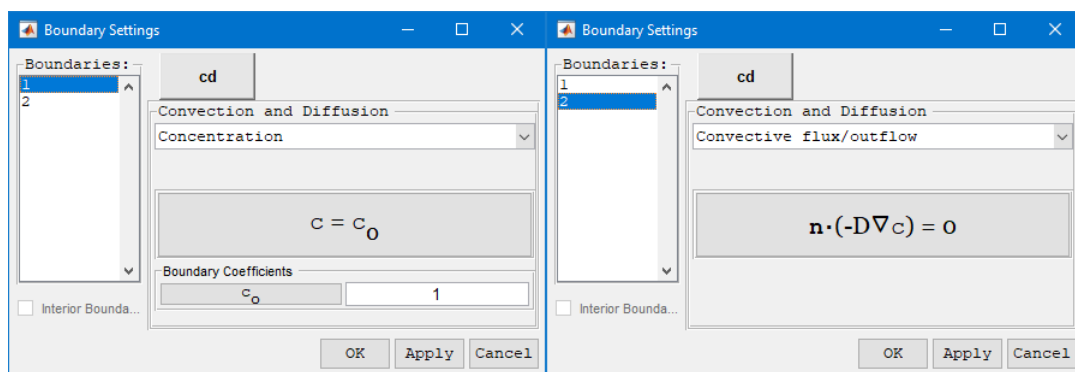 Boundary Settings
Boundaries:
1
2
cd
Convection and Diffusion
Concentration
c = c₀
Boundary Coefficients
c₀
1
Interior Bounda...
OK
Apply
Cancel
Boundary Settings
Boundaries:
1
2
cd
Convection and Diffusion
Convective flux/outflow
n·(-D∇c) = 0
Interior Bounda...
OK
Apply
Cancel